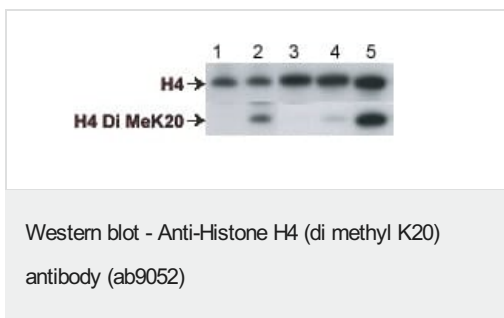 1 2 3 4 5
H4
H4 Di MeK20
Western blot - Anti-Histone H4 (di methyl K20)
antibody (ab9052)